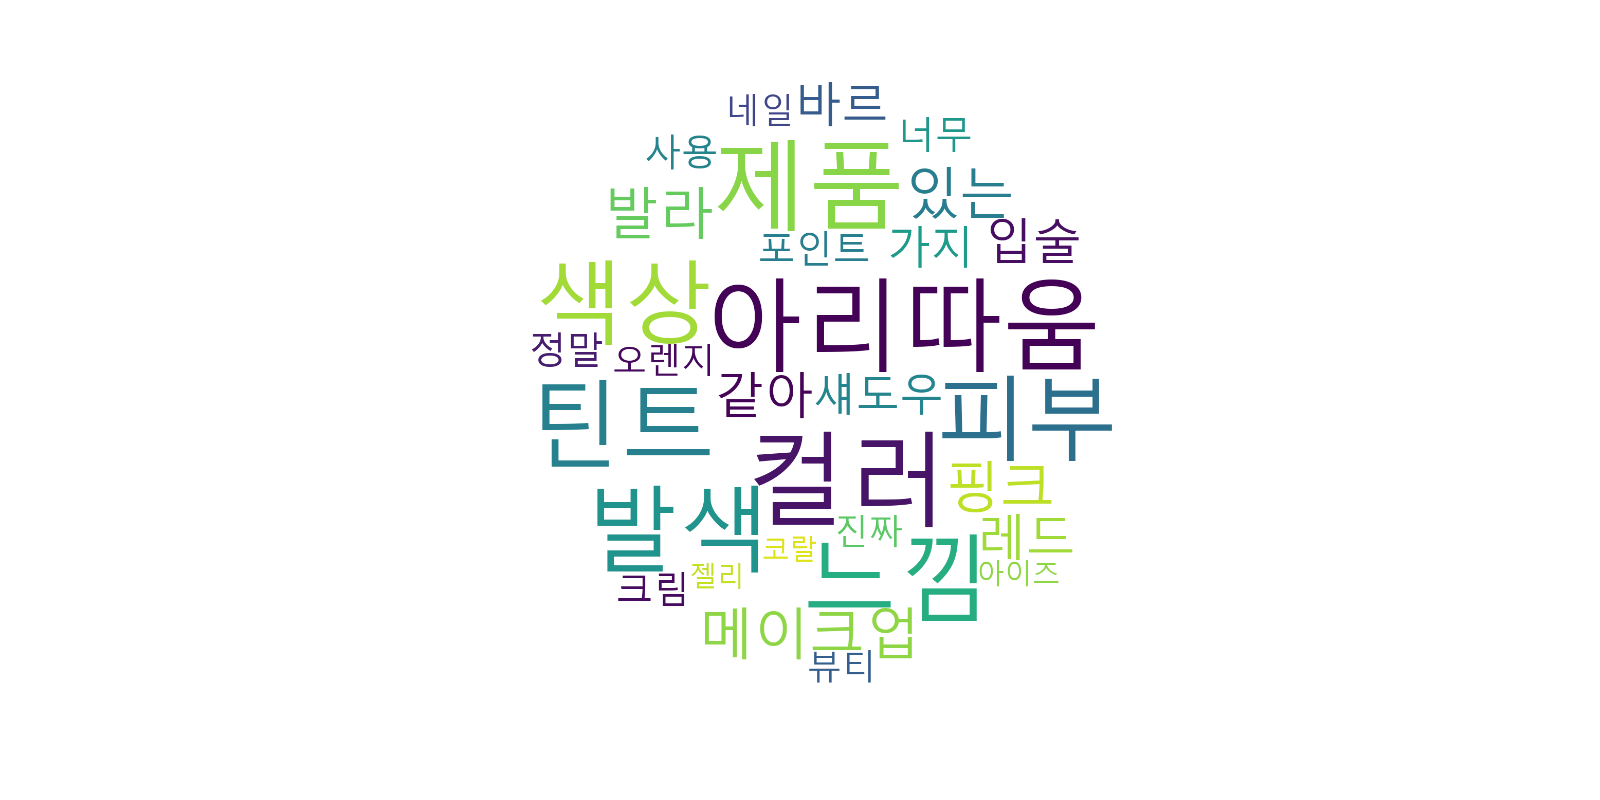 네일 바르
사용 제품 너무
발라 있는
포인트 가지 입술
색상 아리따움
정말 오렌지
틴트 같아 섀도우 피부
컬러 핑크
발색 진짜 레드
코랄 느낌
크림 젤리 아이즈
메이크업
뷰티